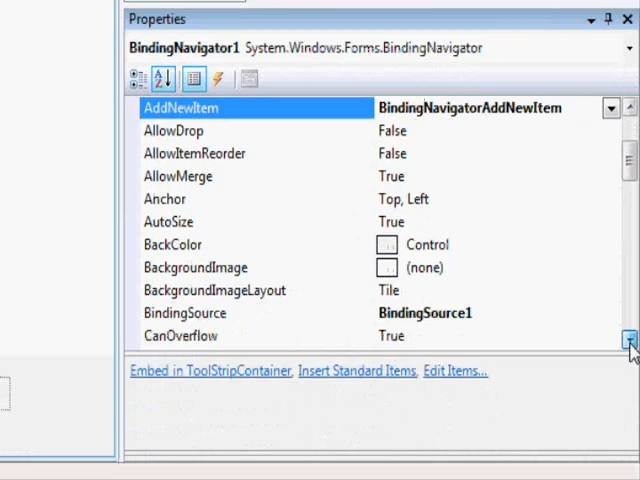 Properties
BindingNavigator1 System.Windows.Forms.BindingNavigator
AddNewItem BindingNavigatorAddNewItem
AllowDrop False
AllowItemReorder False
AllowMerge True
Anchor Top, Left
AutoSize True
BackColor Control
BackgroundImage (none)
BackgroundImageLayout Tile
BindingSource BindingSource1
CanOverflow True
Embed in ToolStripContainer, Insert Standard Items, Edit Items...